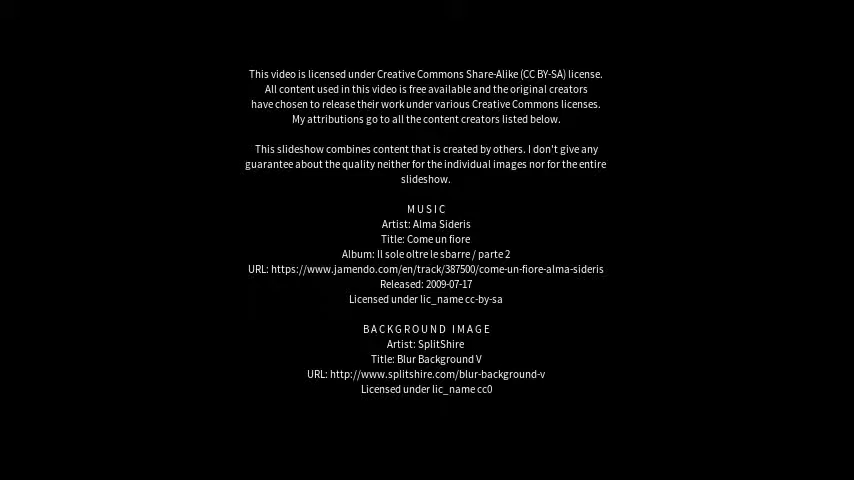 This video is licensed under Creative Commons Share-Alike (CC BY-SA) license.
All content used in this video is free available and the original creators
have chosen to release their work under various Creative Commons licenses.
My attributions go to all the content creators listed below.
This slideshow combines content that is created by others. I don't give any
guarantee about the quality neither for the individual images nor for the entire
slideshow.
MUSIC
Artist: Alma Sideris
Title: Come un fiore
Album: Il sole oltre le sbarre / parte 2
URL: https://www.jamendo.com/en/track/387500/come-un-fiore-alma-sideris
Released: 2009-07-17
Licensed under lic_name cc-by-sa
BACKGROUND IMAGE
Artist: SplitShire
Title: Blur Background V
URL: http://www.splitshire.com/blur-background-v
Licensed under lic_name cc0